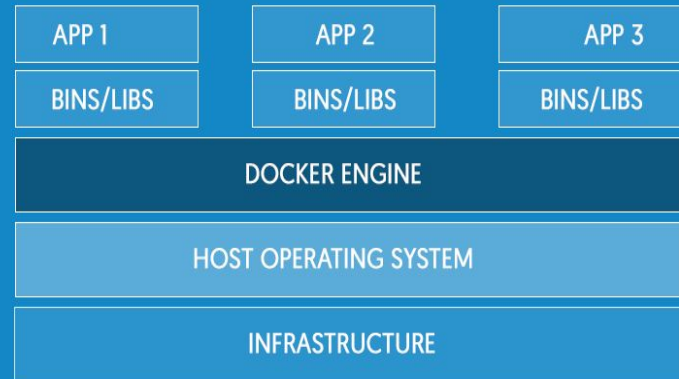 APP 1 APP 2 APP 3
BINS/LIBS BINS/LIBS BINS/LIBS
DOCKER ENGINE
HOST OPERATING SYSTEM
INFRASTRUCTURE